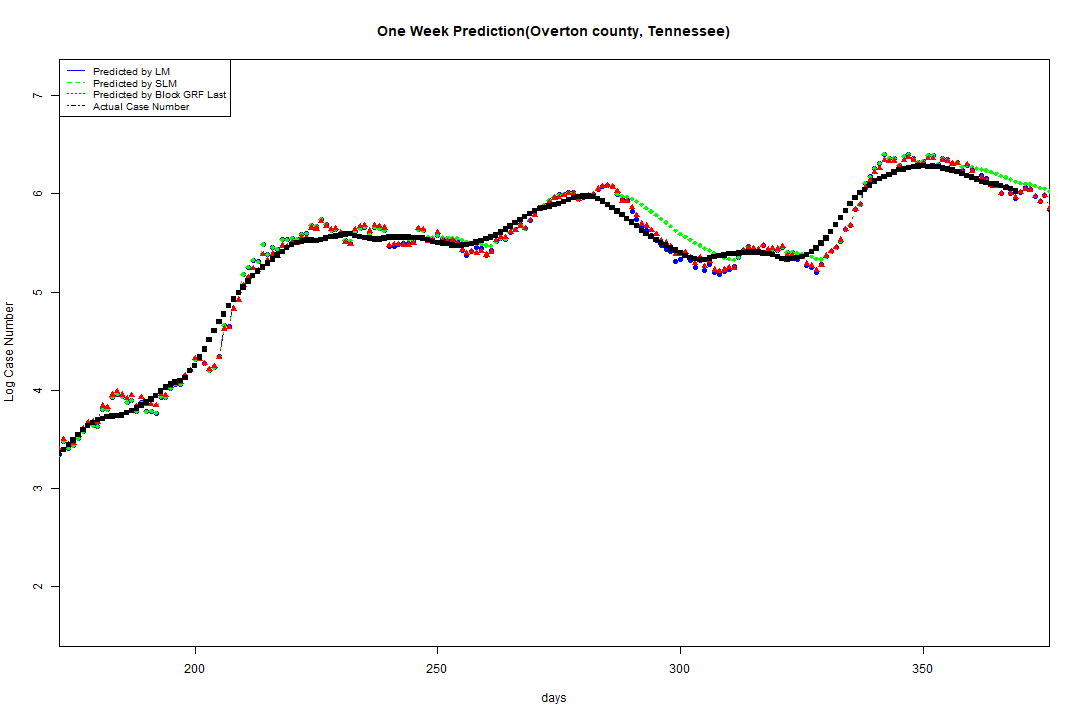 One Week Prediction(Overton county, Tennessee)
Predicted by LM
Predicted by SLM
Predicted by Block GRF Last
Actual Case Number
7
6
5
4
3
2
Log Case Number
200
250
300
350
days